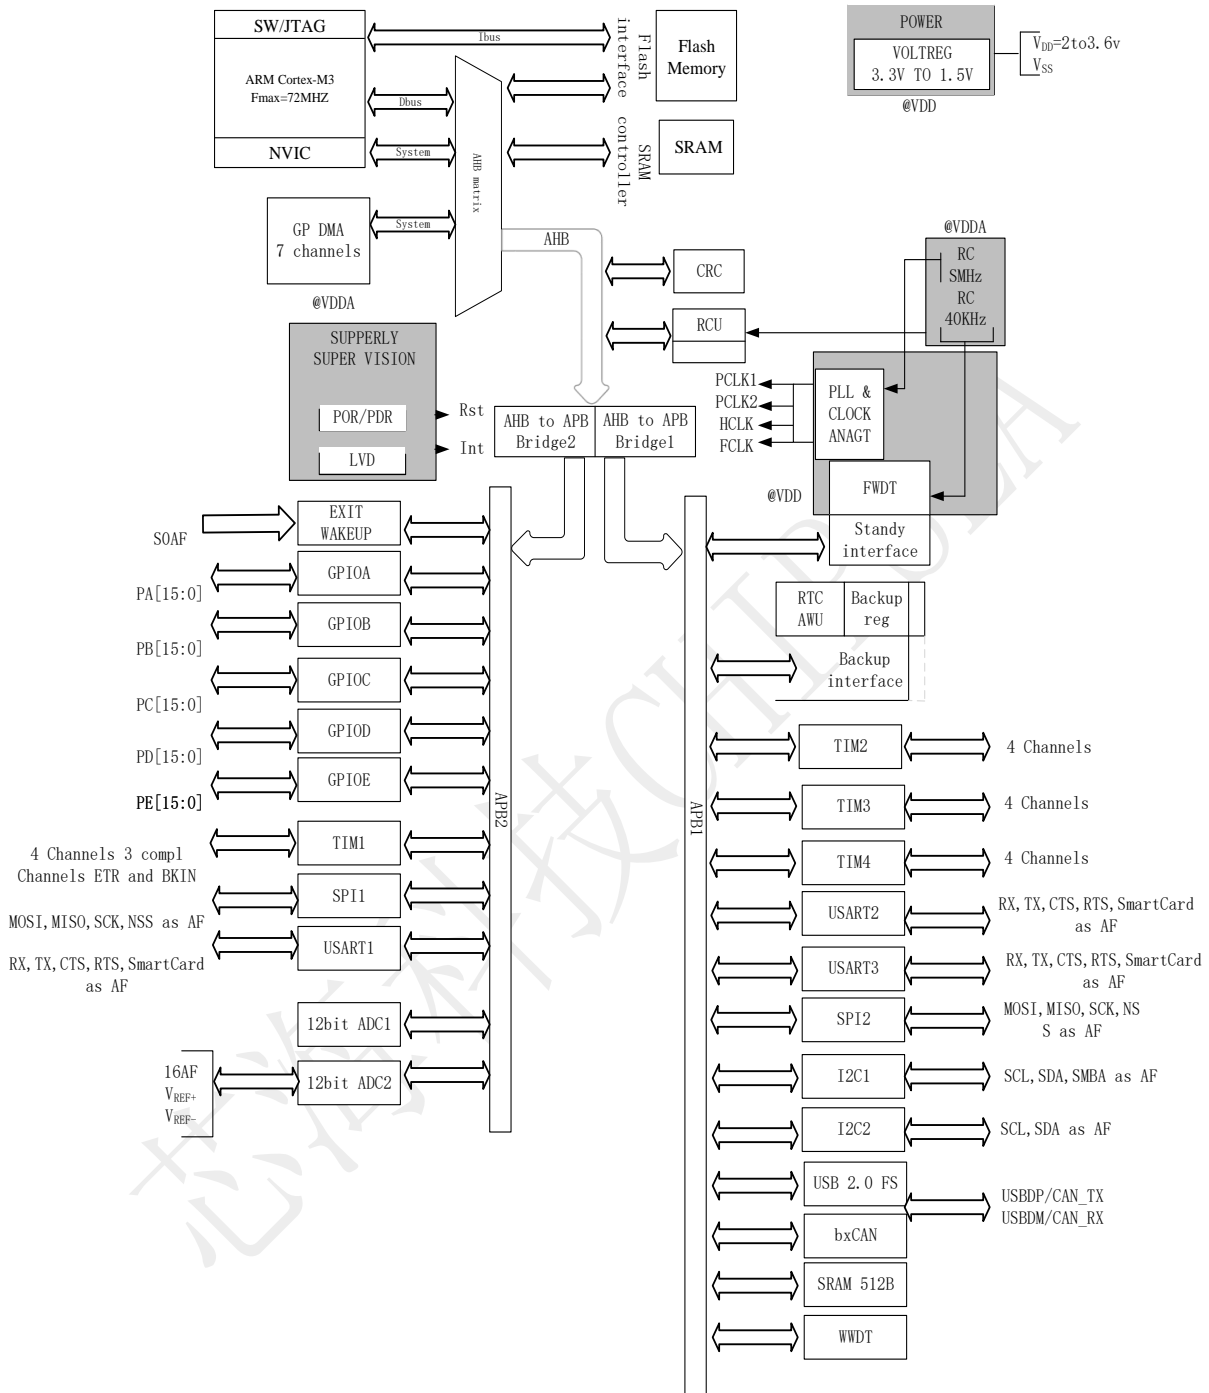 SW/JTAG
ARM Cortex-M3
Fmax=72MHZ
NVIC
Ibus
Dbus
System
System
AHB matrix
Flash
interface
SRAM
controller
Flash
Memory
SRAM
POWER
VOLTREG
3.3V TO 1.5V
@VDD
VDD=2to3.6v
VSS
GP DMA
7 channels
@VDDA
AHB
CRC
RCU
@VDDA
RC
SMHz
RC
40KHz
SUPPERLY
SUPER VISION
POR/PDR
LVD
Rst
Int
AHB to APB
Bridge2
AHB to APB
Bridge1
PCLK1
PCLK2
HCLK
FCLK
PLL &
CLOCK
ANAGT
@VDD
FWDT
Standy
interface
RTC
AWU
Backup
reg
Backup
interface
APB2
APB1
SOAF
EXIT
WAKEUP
PA[15:0]
GPIOA
PB[15:0]
GPIOB
PC[15:0]
GPIOC
PD[15:0]
GPIOD
PE[15:0]
GPIOE
4 Channels 3 compl
Channels ETR and BKIN
TIM1
MOSI,MISO,SCK,NSS as AF
SPI1
RX,TX,CTS,RTS,SmartCard
as AF
USART1
12bit ADC1
16AF
VREF+
VREF-
12bit ADC2
TIM2
4 Channels
TIM3
4 Channels
TIM4
4 Channels
USART2
RX,TX,CTS,RTS,SmartCard
as AF
USART3
RX,TX,CTS,RTS,SmartCard
as AF
SPI2
MOSI,MISO,SCK,NS
S as AF
I2C1
SCL,SDA,SMBA as AF
I2C2
SCL,SDA as AF
USB 2.0 FS
USBDP/CAN_TX
USBDM/CAN_RX
bxCAN
SRAM 512B
WWDT